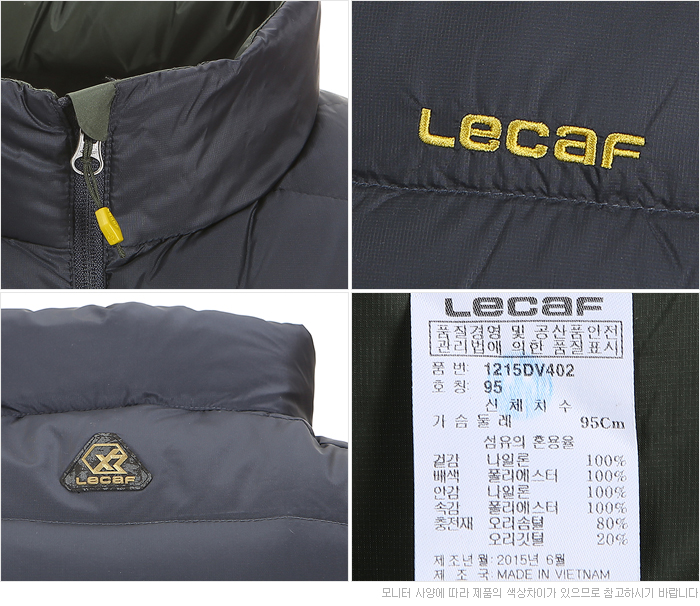 Lecaf
XR
Lecaf
Lecaf
품질경영 및 공산품안전
관리법에 의한 품질표시
품 번: 1215DV402
호 칭: 95
신 체 치 수
가 슴 둘 레 95Cm
섬유의 혼용율
겉감 나일론 100%
배색 폴리에스터 100%
안감 나일론 100%
속감 폴리에스터 100%
충전재 오리솜털 80%
오리깃털 20%
제조년월: 2015년 6월
제 조 국: MADE IN VIETNAM
모니터 사양에 따라 제품의 색상차이가 있으므로 참고하시기 바랍니다